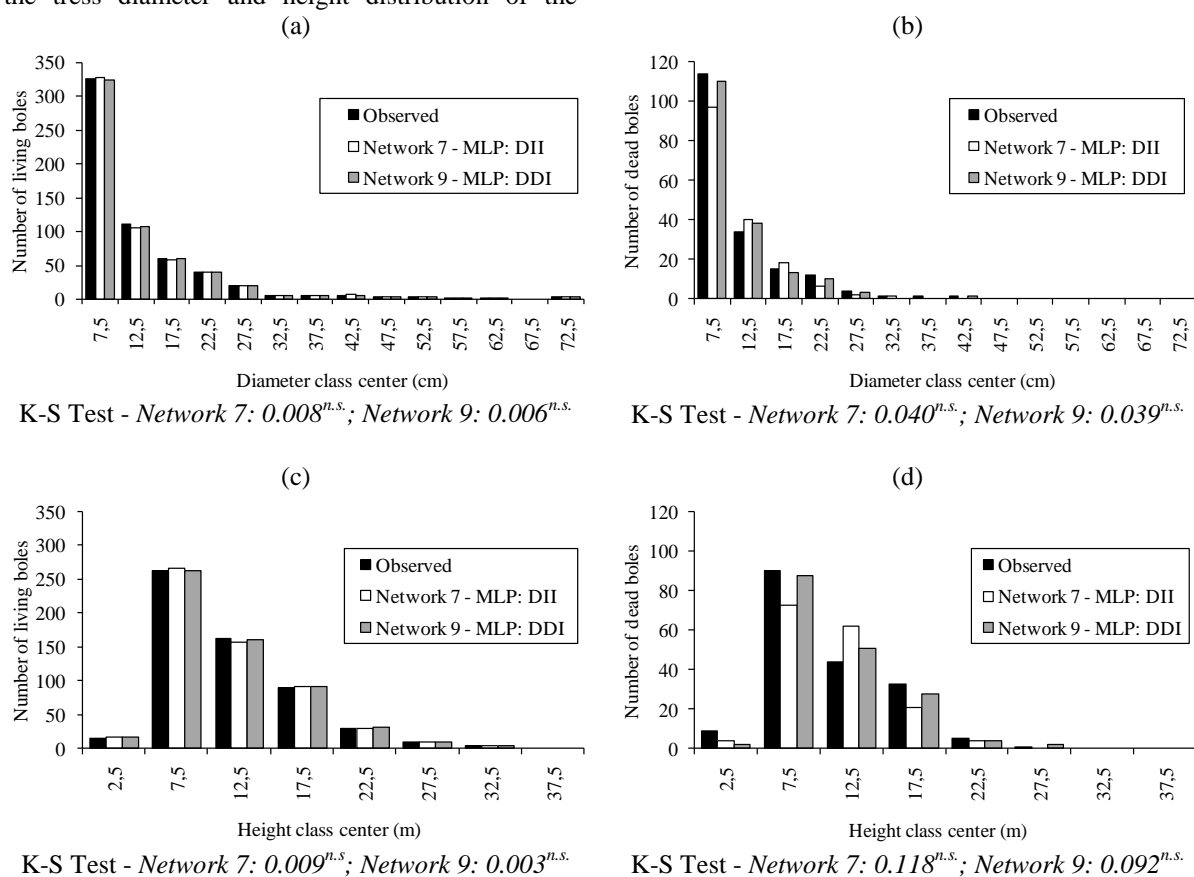 the tress diameter and height distribution of the
(a)
Number of living boles
350
300
250
200
150
100
50
0
Observed
Network 7 - MLP: DII
Network 9 - MLP: DDI
7,5 12,5 17,5 22,5 27,5 32,5 37,5 42,5 47,5 52,5 57,5 62,5 67,5 72,5
Diameter class center (cm)
K-S Test - Network 7: 0.008n.s.; Network 9: 0.006n.s.
(b)
Number of dead boles
120
100
80
60
40
20
0
Observed
Network 7 - MLP: DII
Network 9 - MLP: DDI
7,5 12,5 17,5 22,5 27,5 32,5 37,5 42,5 47,5 52,5 57,5 62,5 67,5 72,5
Diameter class center (cm)
K-S Test - Network 7: 0.040n.s.; Network 9: 0.039n.s.
(c)
Number of living boles
350
300
250
200
150
100
50
0
Observed
Network 7 - MLP: DII
Network 9 - MLP: DDI
2,5 7,5 12,5 17,5 22,5 27,5 32,5 37,5
Height class center (m)
K-S Test - Network 7: 0.009n.s; Network 9: 0.003n.s.
(d)
Number of dead boles
120
100
80
60
40
20
0
Observed
Network 7 - MLP: DII
Network 9 - MLP: DDI
2,5 7,5 12,5 17,5 22,5 27,5 32,5 37,5
Height class center (m)
K-S Test - Network 7: 0.118n.s.; Network 9: 0.092n.s.